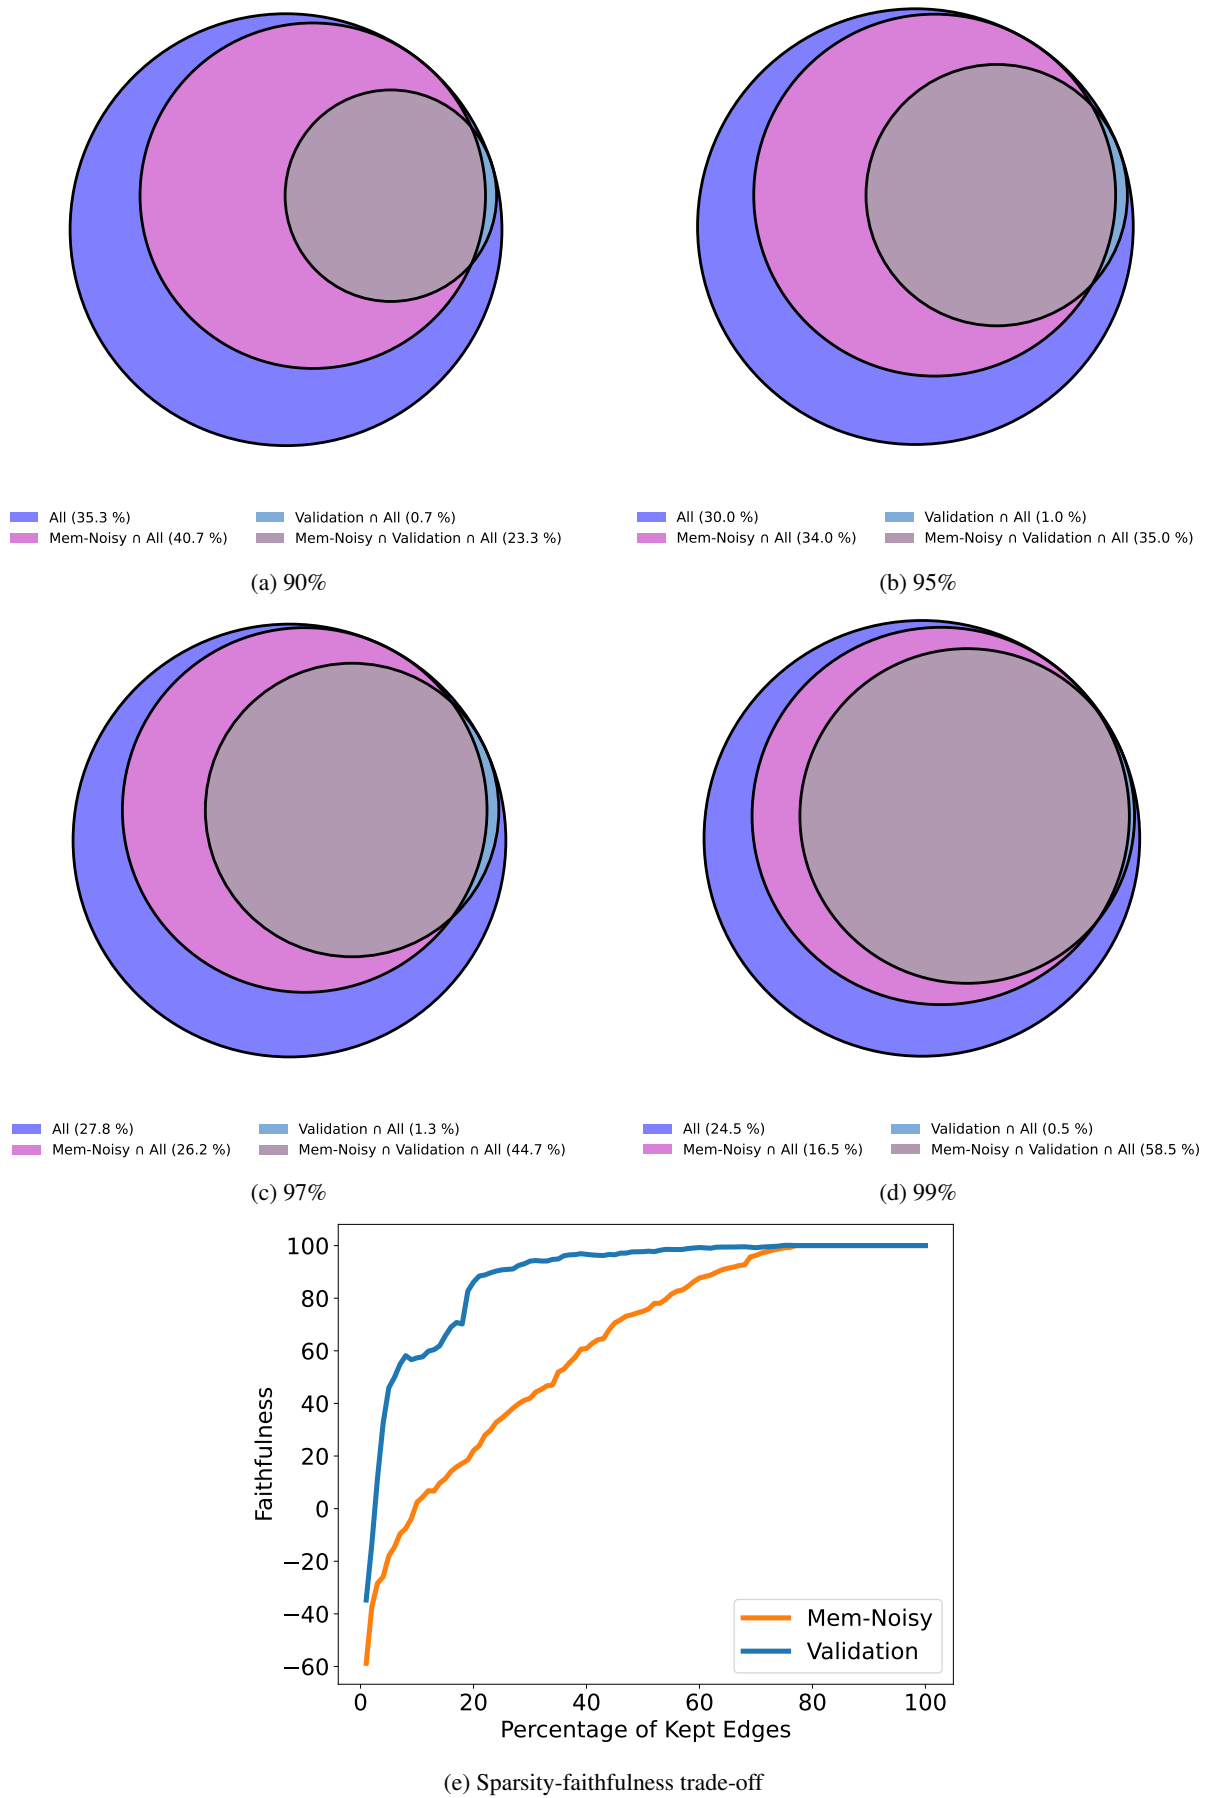 All (35.3 %)
Validation ∩ All (0.7 %)
Mem-Noisy ∩ All (40.7 %)
Mem-Noisy ∩ Validation ∩ All (23.3 %)
(a) 90%
All (30.0 %)
Validation ∩ All (1.0 %)
Mem-Noisy ∩ All (34.0 %)
Mem-Noisy ∩ Validation ∩ All (35.0 %)
(b) 95%
All (27.8 %)
Validation ∩ All (1.3 %)
Mem-Noisy ∩ All (26.2 %)
Mem-Noisy ∩ Validation ∩ All (44.7 %)
(c) 97%
All (24.5 %)
Validation ∩ All (0.5 %)
Mem-Noisy ∩ All (16.5 %)
Mem-Noisy ∩ Validation ∩ All (58.5 %)
(d) 99%
100
80
60
40
20
0
−20
−40
−60
Faithfulness
Mem-Noisy
Validation
0 20 40 60 80 100
Percentage of Kept Edges
(e) Sparsity-faithfulness trade-off